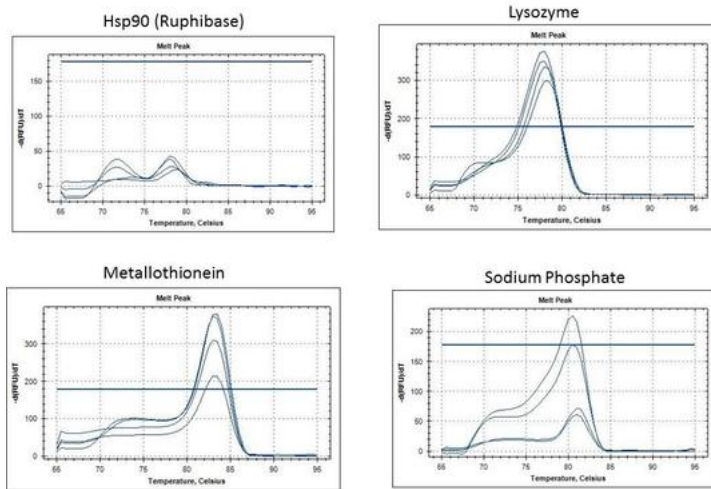 Hsp90 (Ruphibase)
Melt Peak
-d(RFU)/dT
150
100
50
0
65 70 75 80 85 90 95
Temperature, Celsius
Lysozyme
Melt Peak
-d(RFU)/dT
300
200
100
0
65 70 75 80 85 90 95
Temperature, Celsius
Metallothionein
Melt Peak
-d(RFU)/dT
300
200
100
0
65 70 75 80 85 90 95
Temperature, Celsius
Sodium Phosphate
Melt Peak
-d(RFU)/dT
200
150
100
50
0
65 70 75 80 85 90 95
Temperature, Celsius